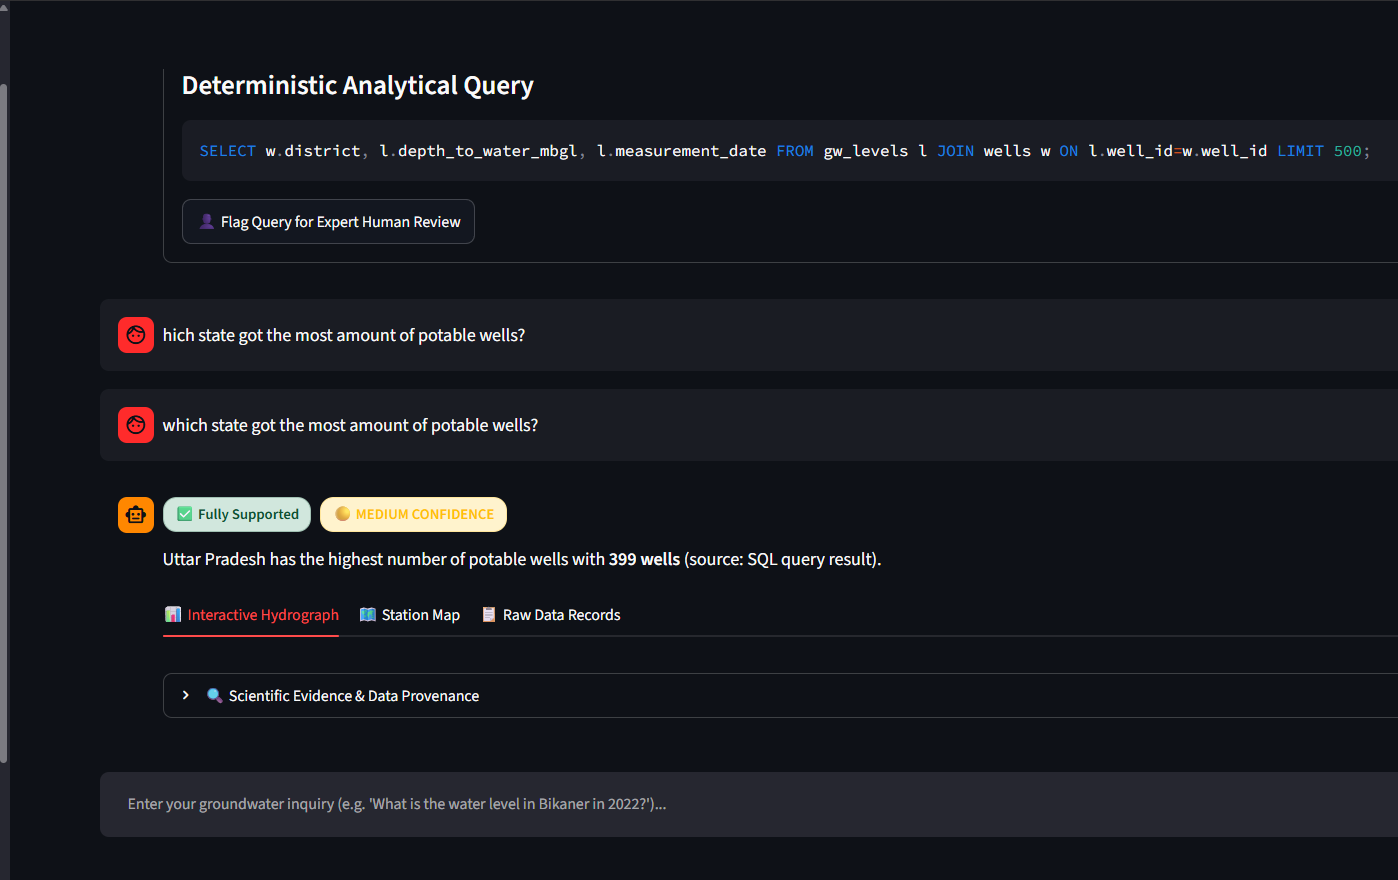 Deterministic Analytical Query
SELECT w.district, l.depth_to_water_mbgl, l.measurement_date FROM gw_levels l JOIN wells w ON l.well_id=w.well_id LIMIT 500;
Flag Query for Expert Human Review
hich state got the most amount of potable wells?
which state got the most amount of potable wells?
Fully Supported MEDIUM CONFIDENCE
Uttar Pradesh has the highest number of potable wells with 399 wells (source: SQL query result).
Interactive Hydrograph Station Map Raw Data Records
Scientific Evidence & Data Provenance
Enter your groundwater inquiry (e.g. 'What is the water level in Bikaner in 2022?')...